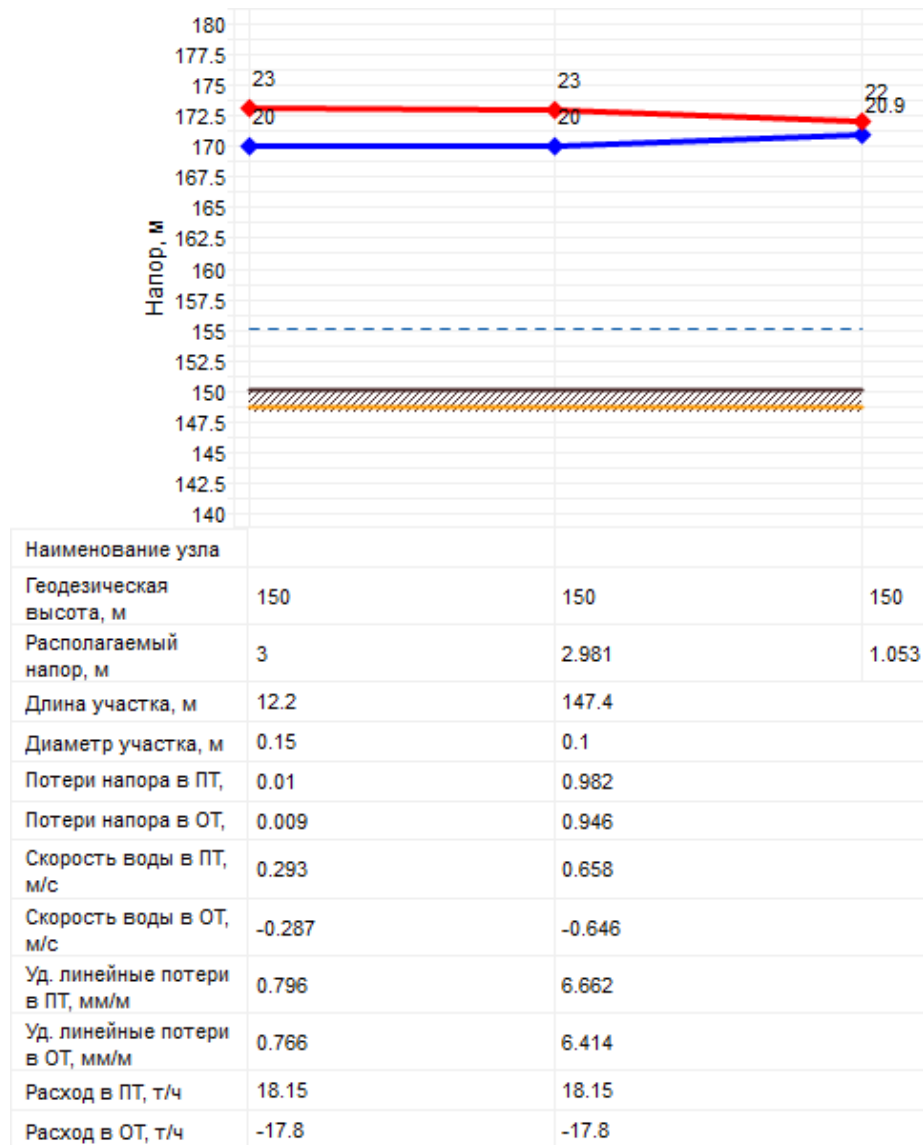 180
177.5
175
172.5
170
167.5
165
162.5
160
157.5
155
152.5
150
147.5
145
142.5
140
Напор, м
23
23
22
20
20
20.9
Наименование узла
Геодезическая
высота, м
150
150
150
Располагаемый
напор, м
3
2.981
1.053
Длина участка, м
12.2
147.4
Диаметр участка, м
0.15
0.1
Потери напора в ПТ,
0.01
0.982
Потери напора в ОТ,
0.009
0.946
Скорость воды в ПТ,
м/с
0.293
0.658
Скорость воды в ОТ,
м/с
-0.287
-0.646
Уд. линейные потери
в ПТ, мм/м
0.796
6.662
Уд. линейные потери
в ОТ, мм/м
0.766
6.414
Расход в ПТ, т/ч
18.15
18.15
Расход в ОТ, т/ч
-17.8
-17.8